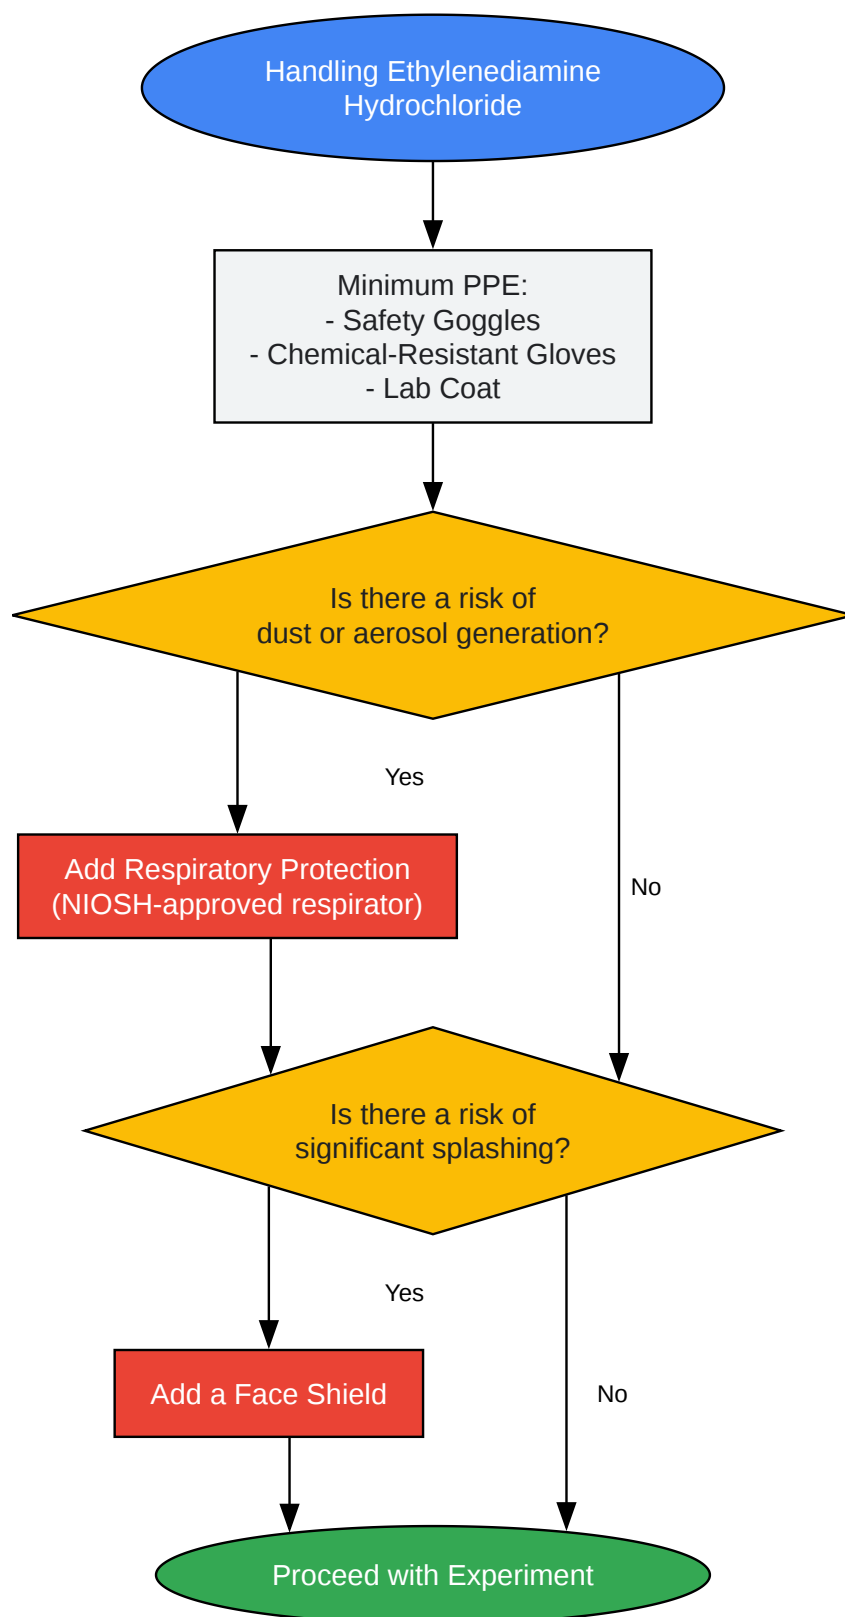 Handling Ethylenediamine
Hydrochloride
Minimum PPE:
- Safety Goggles
- Chemical-Resistant Gloves
- Lab Coat
Is there a risk of
dust or aerosol generation?
Yes
Add Respiratory Protection
(NIOSH-approved respirator)
No
Is there a risk of
significant splashing?
Yes
Add a Face Shield
No
Proceed with Experiment